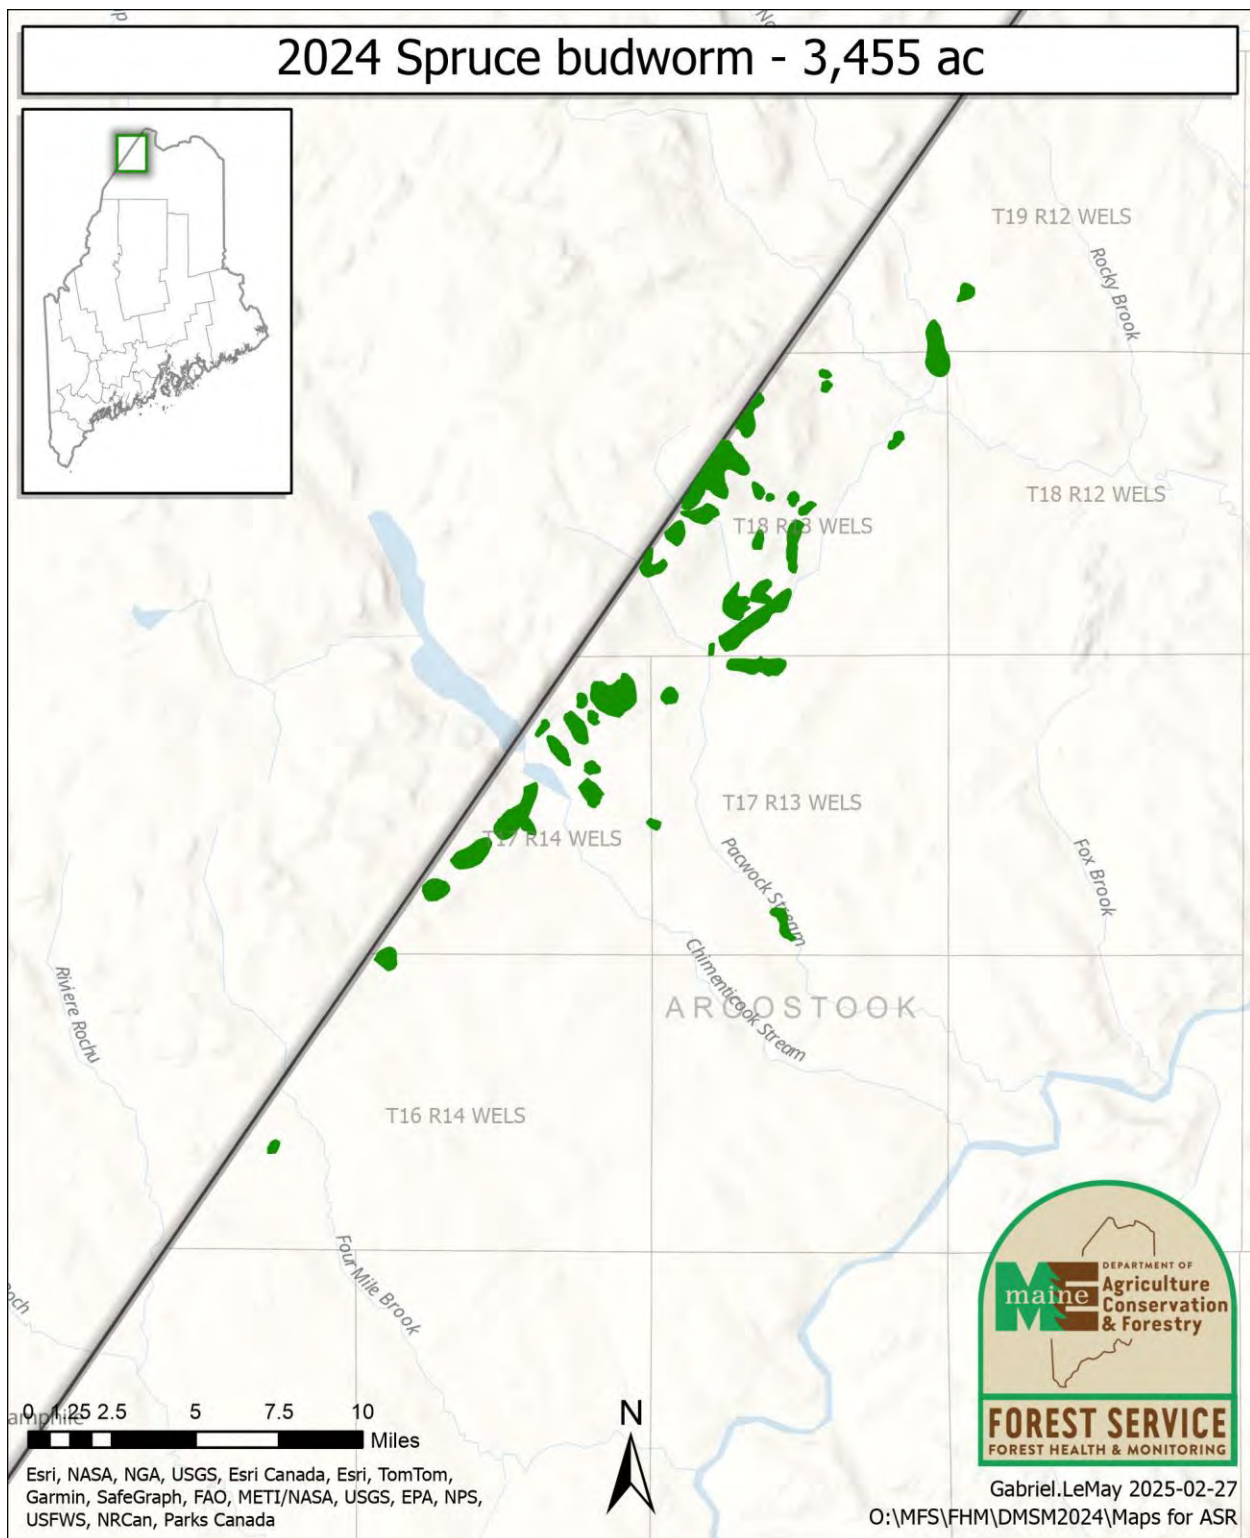 2024 Spruce budworm - 3,455 ac
T19 R12 WELS
Rocky Brook
T18 R12 WELS
T18 R13 WELS
T17 R13 WELS
T17 R14 WELS
Pacwock Stream
Fox Brook
Chimenticook Stream
AROOSTOOK
Riviere Rochu
T16 R14 WELS
Four Mile Brook
0 1.25 2.5 5 7.5 10
Miles
N
Esri, NASA, NGA, USGS, Esri Canada, Esri, TomTom,
Garmin, SafeGraph, FAO, METI/NASA, USGS, EPA, NPS,
USFWS, NRCan, Parks Canada
maine
DEPARTMENT OF
Agriculture
Conservation
& Forestry
FOREST SERVICE
FOREST HEALTH & MONITORING
Gabriel.LeMay 2025-02-27
O:\MFS\FHM\DMSM2024\Maps for ASR